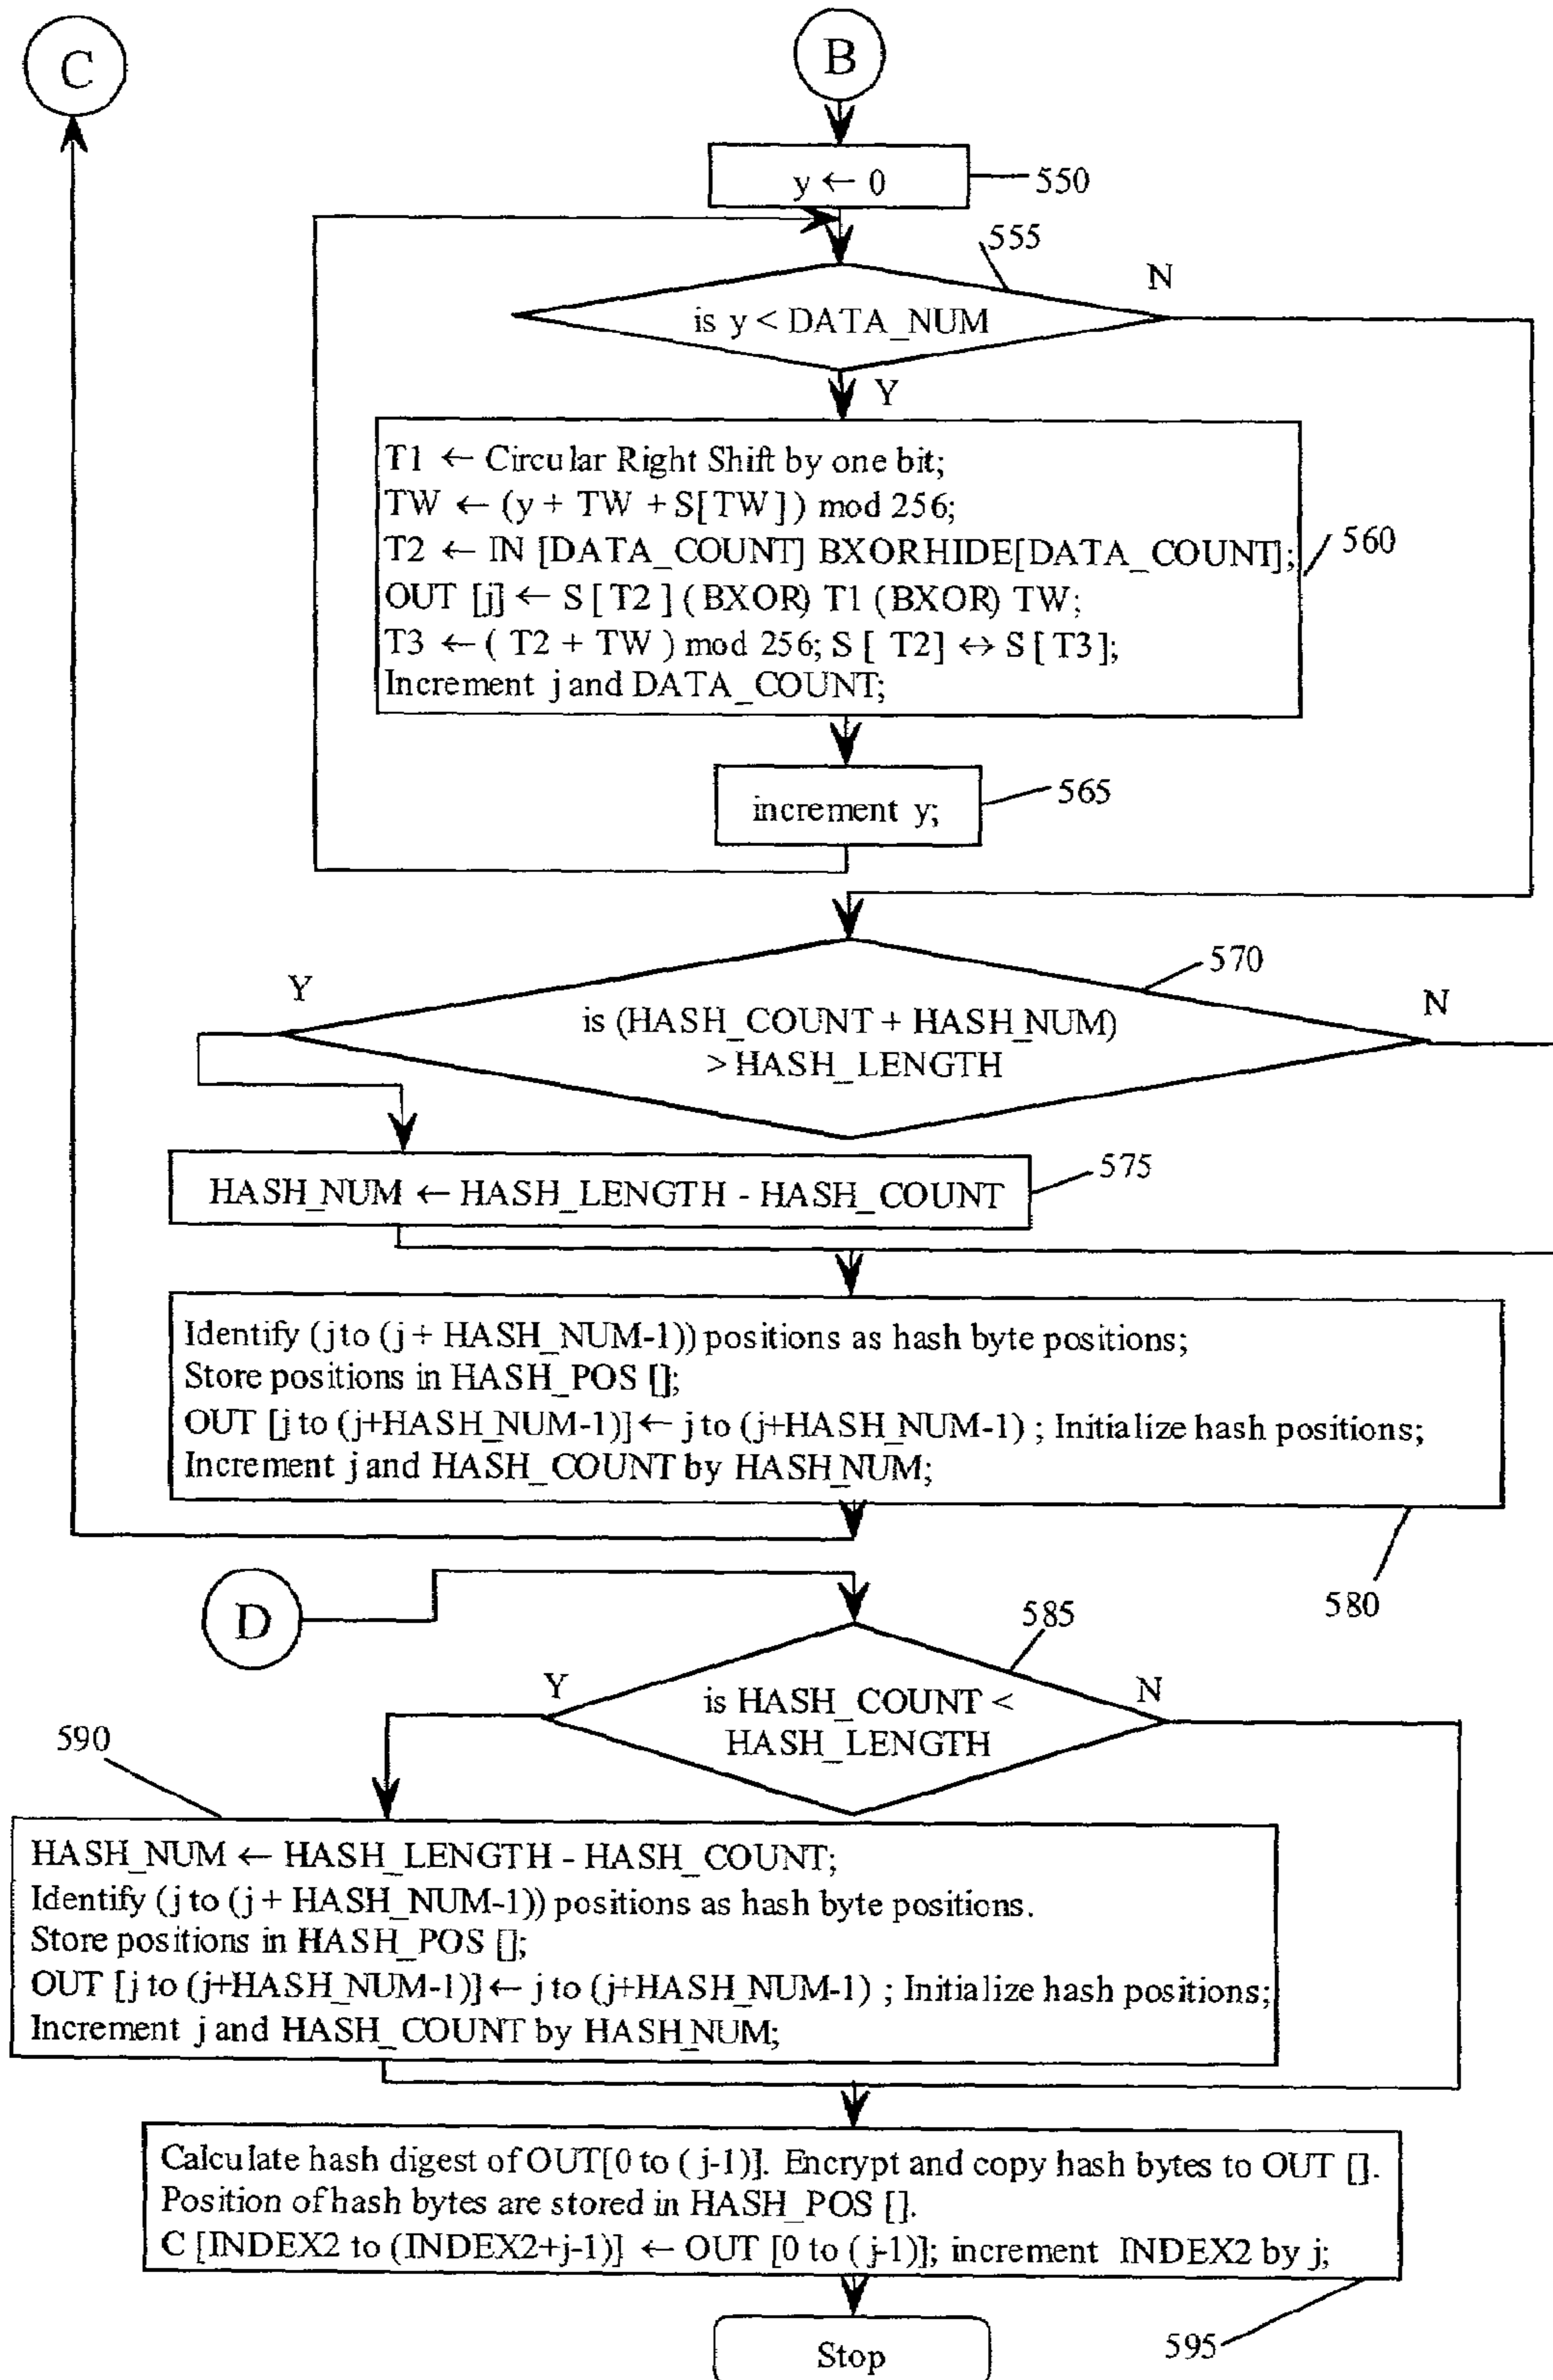 C
B
y ← 0
550
555
N
is y < DATA_NUM
Y
T1 ← Circular Right Shift by one bit;
TW ← (y + TW + S[TW]) mod 256;
T2 ← IN [DATA_COUNT] BXORHIDE[DATA_COUNT];
OUT [j] ← S [ T2 ] (BXOR) T1 (BXOR) TW;
T3 ← ( T2 + TW ) mod 256; S [ T2] ↔ S [ T3 ];
Increment j and DATA_COUNT;
560
increment y;
565
570
Y
N
is (HASH_COUNT + HASH_NUM)
> HASH_LENGTH
575
HASH_NUM ← HASH_LENGTH - HASH_COUNT
Identify (j to (j + HASH_NUM-1)) positions as hash byte positions;
Store positions in HASH_POS [];
OUT [j to (j+HASH_NUM-1)] ← j to (j+HASH_NUM-1) ; Initialize hash positions;
Increment j and HASH_COUNT by HASH_NUM;
580
D
585
Y
N
is HASH_COUNT <
HASH_LENGTH
590
HASH_NUM ← HASH_LENGTH - HASH_COUNT;
Identify (j to (j + HASH_NUM-1)) positions as hash byte positions.
Store positions in HASH_POS [];
OUT [j to (j+HASH_NUM-1)] ← j to (j+HASH_NUM-1) ; Initialize hash positions;
Increment j and HASH_COUNT by HASH_NUM;
Calculate hash digest of OUT[0 to ( j-1)]. Encrypt and copy hash bytes to OUT [].
Position of hash bytes are stored in HASH_POS [].
C [INDEX2 to (INDEX2+j-1)] ← OUT [0 to ( j-1)]; increment INDEX2 by j;
Stop
595